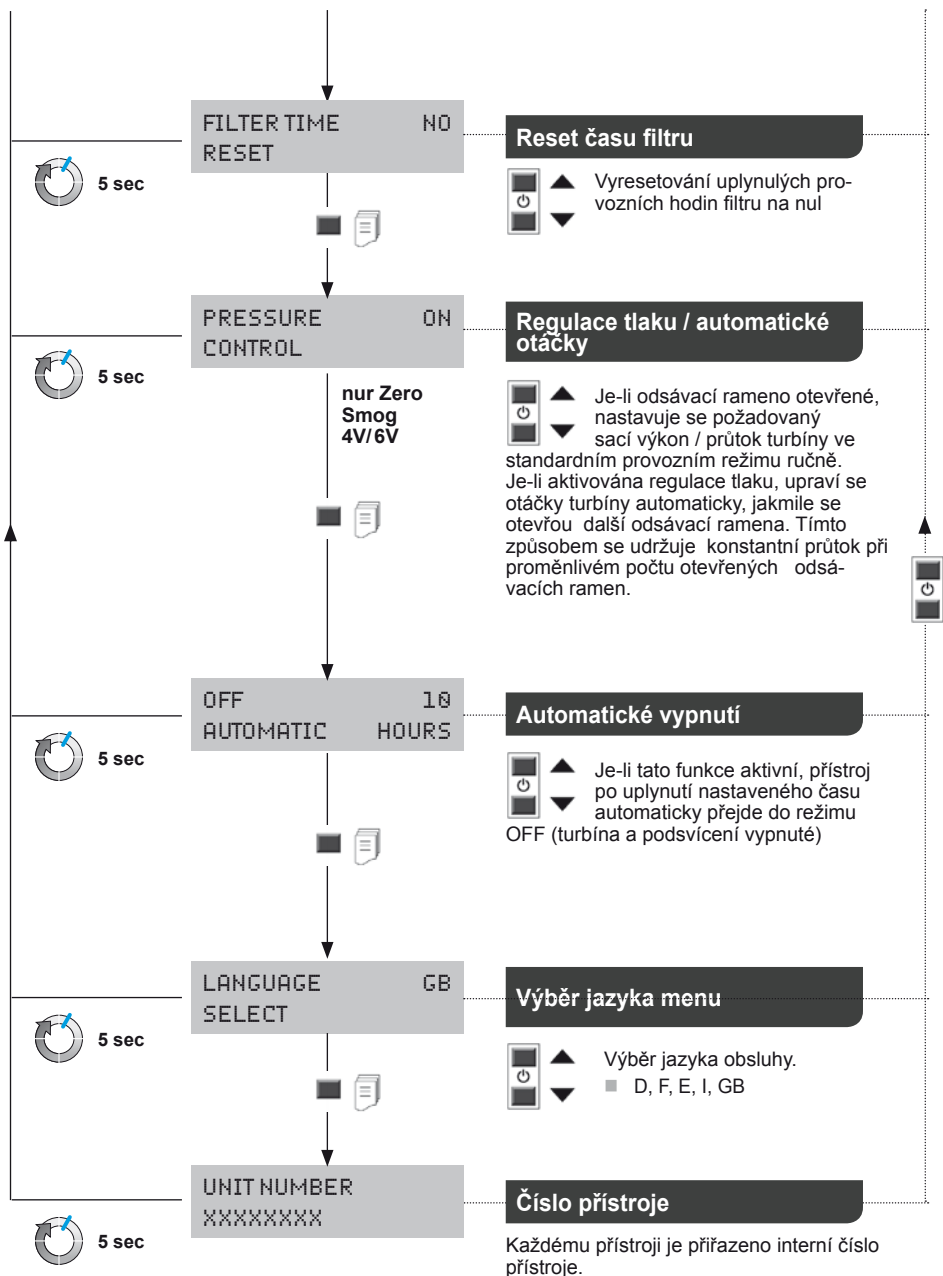 FILTER TIME NO
RESET
5 sec
Reset času filtru
Vyresetování uplynulých pro-
vozních hodin filtru na nul
PRESSURE ON
CONTROL
5 sec
nur Zero
Smog
4V/ 6V
Regulace tlaku / automatické
otáčky
Je-li odsávací rameno otevřené,
nastavuje se požadovaný
sací výkon / průtok turbíny ve
standardním provozním režimu ručně.
Je-li aktivována regulace tlaku, upraví se
otáčky turbíny automaticky, jakmile se
otevřou další odsávací ramena. Tímto
způsobem se udržuje konstantní průtok při
proměnlivém počtu otevřených odsá-
vacích ramen.
OFF 10
AUTOMATIC HOURS
5 sec
Automatické vypnutí
Je-li tato funkce aktivní, přístroj
po uplynutí nastaveného času
automaticky přejde do režimu
OFF (turbína a podsvícení vypnuté)
LANGUAGE GB
SELECT
5 sec
Výběr jazyka menu
Výběr jazyka obsluhy.
D, F, E, I, GB
UNIT NUMBER
XXXXXXXX
5 sec
Číslo přístroje
Každému přístroji je přiřazeno interní číslo
přístroje.